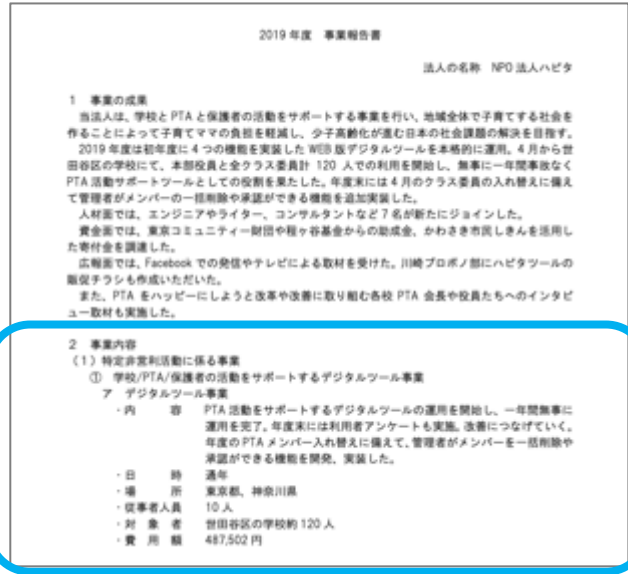 2019 年度　事業報告書
法人の名称　NPO 法人ハピタ
1　事業の成果
当法人は、学校と PTA と保護者の活動をサポートする事業を行い、地域全体で子育てする社会を
作ることによって子育てママの負担を軽減し、少子高齢化が進む日本の社会課題の解決を目指す。
2019 年度は初年度に 4 つの機能を実装した WEB 版デジタルツールを本格的に運用。4 月から世
田谷区の学校にて、本部役員と全クラス委員計 120 人での利用を開始し、無事に一年間事故なく
PTA 活動サポートツールとしての役割を果たした。年度末には 4 月のクラス委員の入れ替えに備え
て管理者がメンバーの一括削除や承認ができる機能を追加実装した。
人材面では、エンジニアやライター、コンサルタントなど 7 名が新たにジョインした。
資金面では、東京コミュニティー財団や程ヶ谷基金からの助成金、かわさき市民しきんを活用し
た寄付金を調達した。
広報面では、Facebook での発信やテレビによる取材を受けた。川崎プロボノ部にハピタツールの
販促チラシも作成いただいた。
また、PTA をハッピーにしようと改革や改善に取り組む各校 PTA 会長や役員たちへのインタビ
ュー取材も実施した。
2　事業内容
（1）特定非営利活動に係る事業
①　学校/PTA/保護者の活動をサポートするデジタルツール事業
ア　デジタルツール事業
・内　　容　PTA 活動をサポートするデジタルツールの運用を開始し、一年間無事に
運用を完了。年度末には利用者アンケートも実施。改善につなげていく。
年度の PTA メンバー入れ替えに備えて、管理者がメンバーを一括削除や
承認ができる機能を開発、実装した。
・日　　時　通年
・場　　所　東京都、神奈川県
・従事者人員　10 人
・対　象　者　世田谷区の学校約 120 人
・費　用　額　487,502 円